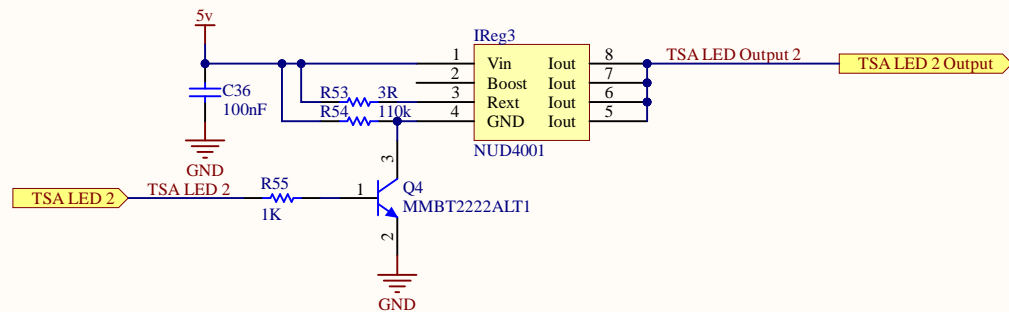 5v
IReg3
1 Vin Iout 8 TSA LED Output 2 TSA LED 2 Output
2 Boost Iout 7
C36
100nF
R53 3R 3 Rext Iout 6
R54 110k 4 GND Iout 5
NUD4001
GND
3
TSA LED 2 TSA LED 2 R55 1 Q4
1K MMBT2222ALT1
2
GND